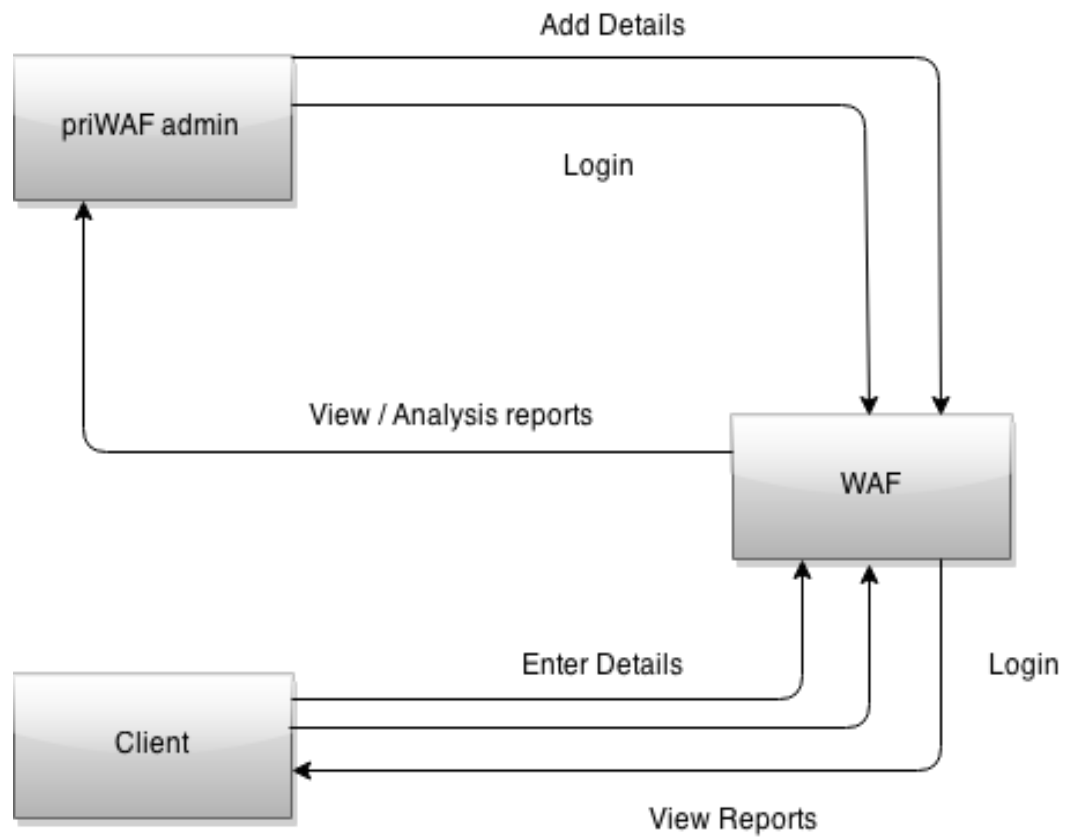 Add Details
priWAF admin
Login
View / Analysis reports
WAF
Enter Details
Login
Client
View Reports